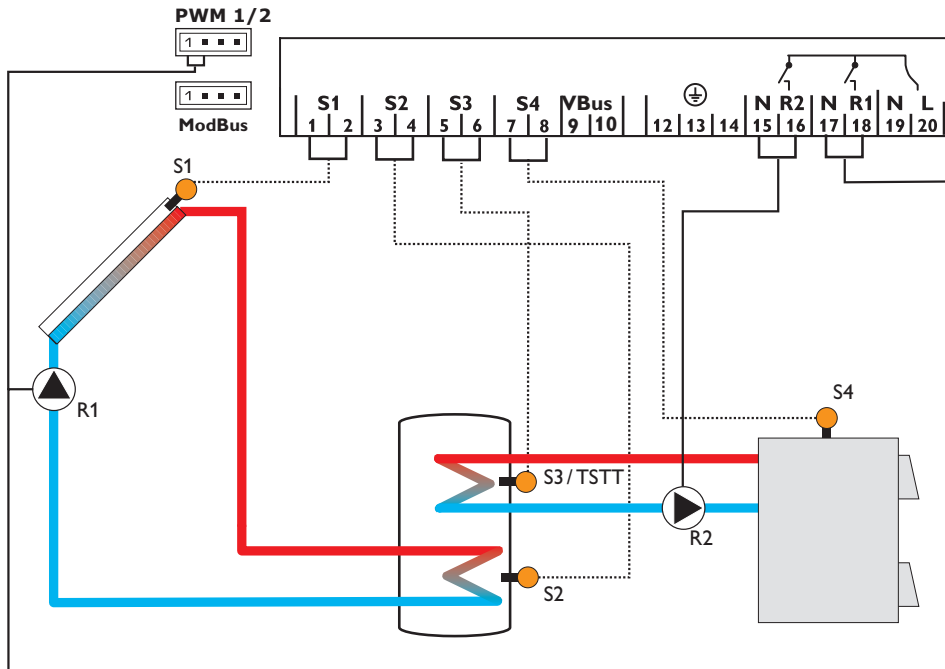 PWM 1/2
1
1
ModBus
S1 S2 S3 S4 VBus N R2 N R1 N L
1 2 3 4 5 6 7 8 9 10 12 13 14 15 16 17 18 19 20
S1
R1
S4
S3 / TSTT
R2
S2